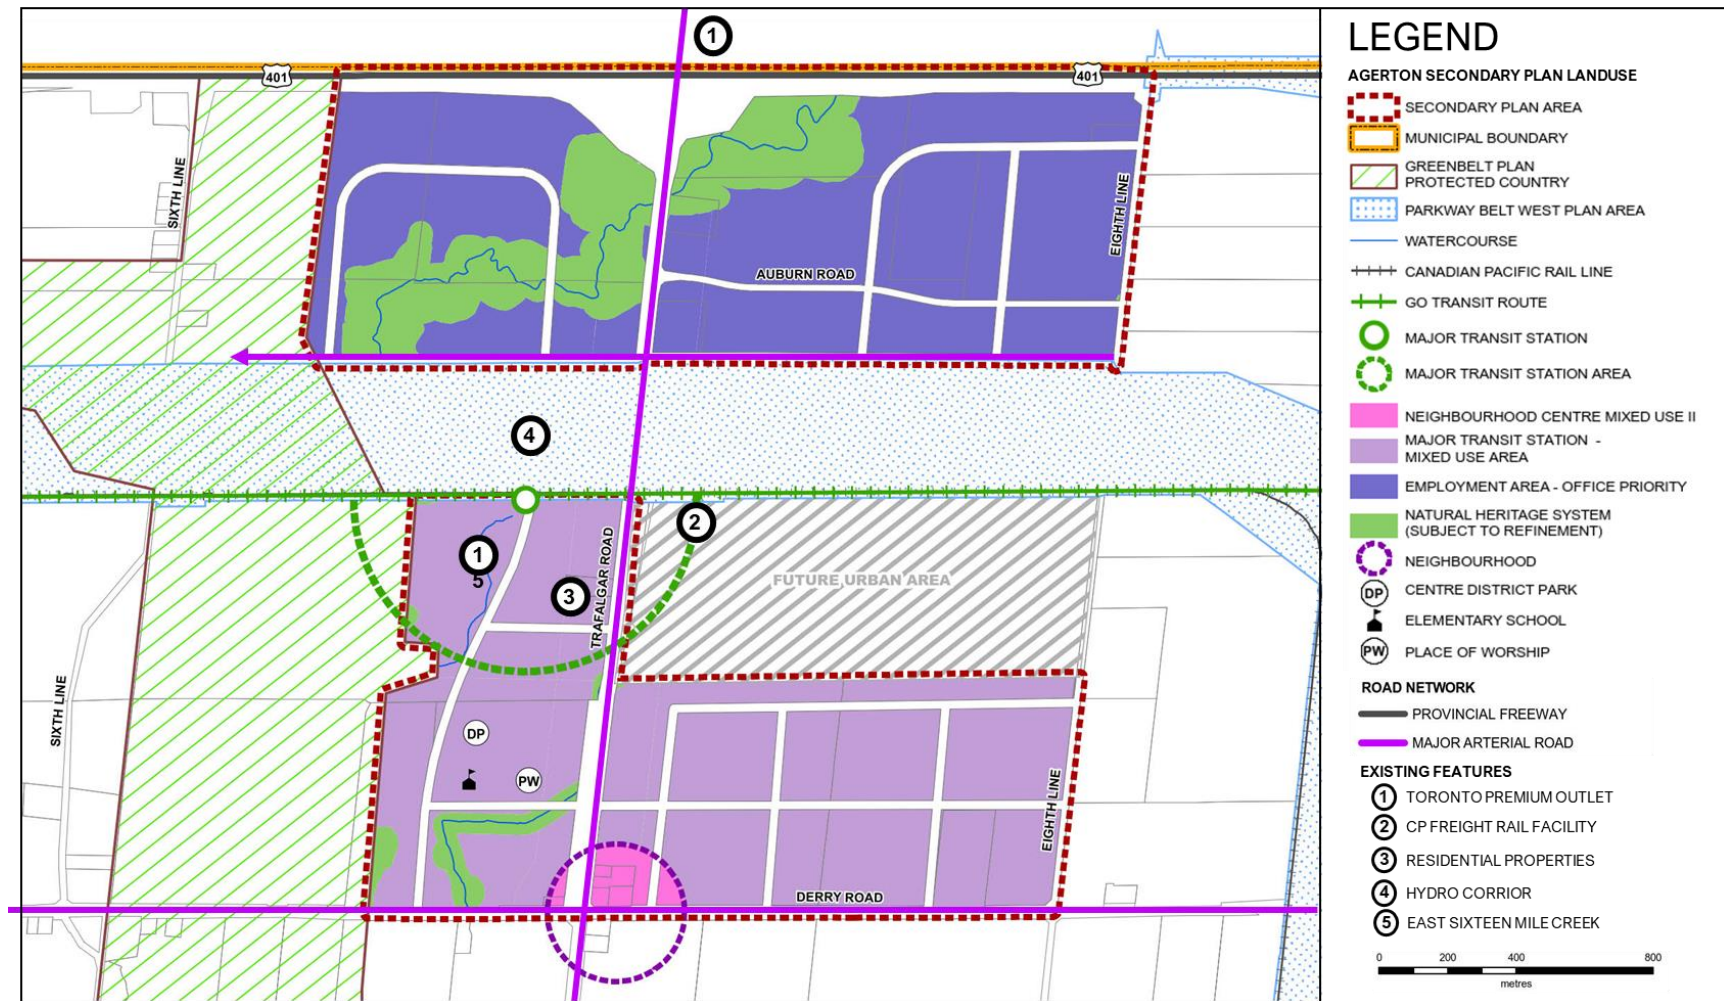 1
401
401
SIXTH LINE
EIGHTH LINE
AUBURN ROAD
4
2
1
5
3
TRAFALGAR ROAD
FUTURE URBAN AREA
SIXTH LINE
DP
PW
EIGHTH LINE
DERRY ROAD
LEGEND
AGERTON SECONDARY PLAN LANDUSE
SECONDARY PLAN AREA
MUNICIPAL BOUNDARY
GREENBELT PLAN
PROTECTED COUNTRY
PARKWAY BELT WEST PLAN AREA
WATERCOURSE
CANADIAN PACIFIC RAIL LINE
GO TRANSIT ROUTE
MAJOR TRANSIT STATION
MAJOR TRANSIT STATION AREA
NEIGHBOURHOOD CENTRE MIXED USE II
MAJOR TRANSIT STATION -
MIXED USE AREA
EMPLOYMENT AREA - OFFICE PRIORITY
NATURAL HERITAGE SYSTEM
(SUBJECT TO REFINEMENT)
NEIGHBOURHOOD
DP CENTRE DISTRICT PARK
ELEMENTARY SCHOOL
PW PLACE OF WORSHIP
ROAD NETWORK
PROVINCIAL FREEWAY
MAJOR ARTERIAL ROAD
EXISTING FEATURES
1 TORONTO PREMIUM OUTLET
2 CP FREIGHT RAIL FACILITY
3 RESIDENTIAL PROPERTIES
4 HYDRO CORRIOR
5 EAST SIXTEEN MILE CREEK
0 200 400 800
metres